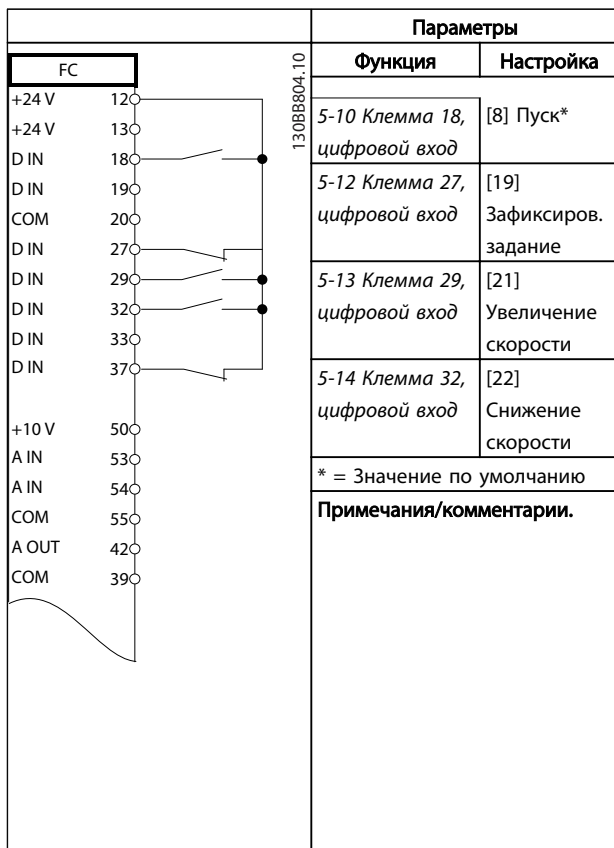 Параметры
Функция Настройка
FC
130BB804.10
+24 V 12
+24 V 13
D IN 18
D IN 19
COM 20
D IN 27
D IN 29
D IN 32
D IN 33
D IN 37
+10 V 50
A IN 53
A IN 54
COM 55
A OUT 42
COM 39
5-10 Клемма 18, [8] Пуск*
цифровой вход
5-12 Клемма 27, [19]
цифровой вход Зафиксиров.
задание
5-13 Клемма 29, [21]
цифровой вход Увеличение
скорости
5-14 Клемма 32, [22]
цифровой вход Снижение
скорости
* = Значение по умолчанию
Примечания/комментарии.